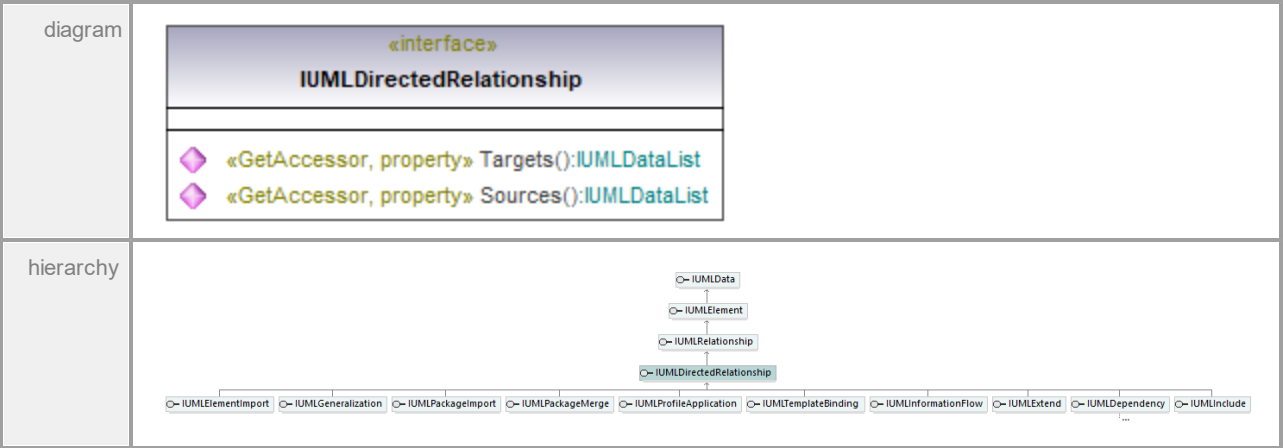 diagram
«interface»
IUMLDirectedRelationship
«GetAccessor, property» Targets():IUMLDataList
«GetAccessor, property» Sources():IUMLDataList
hierarchy
IUMLData
IUMLElement
IUMLRelationship
IUMLDirectedRelationship
IUMLElementImport IUMLGeneralization IUMLPackageImport IUMLPackageMerge IUMLProfileApplication IUMLTemplateBinding IUMLInformationFlow IUMLExtend IUMLDependency IUMLInclude
...